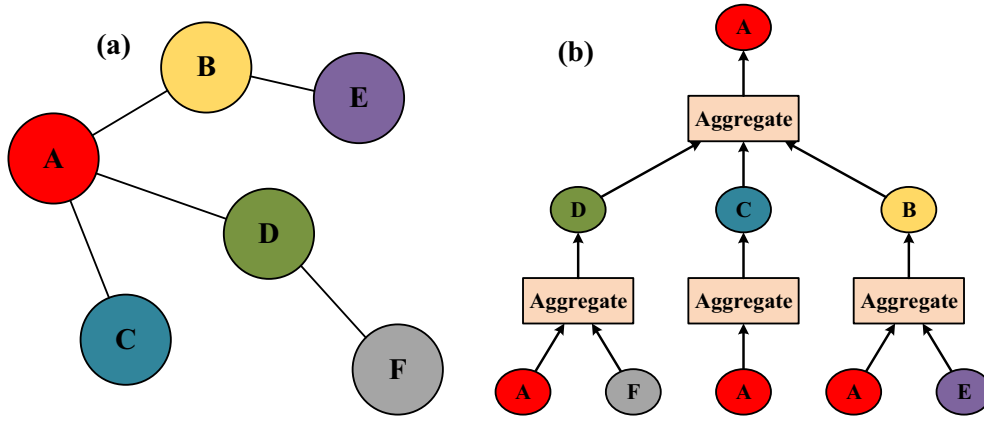 (a)
B
E
A
D
C
F
(b)
A
Aggregate
D C B
Aggregate Aggregate Aggregate
A F A A E